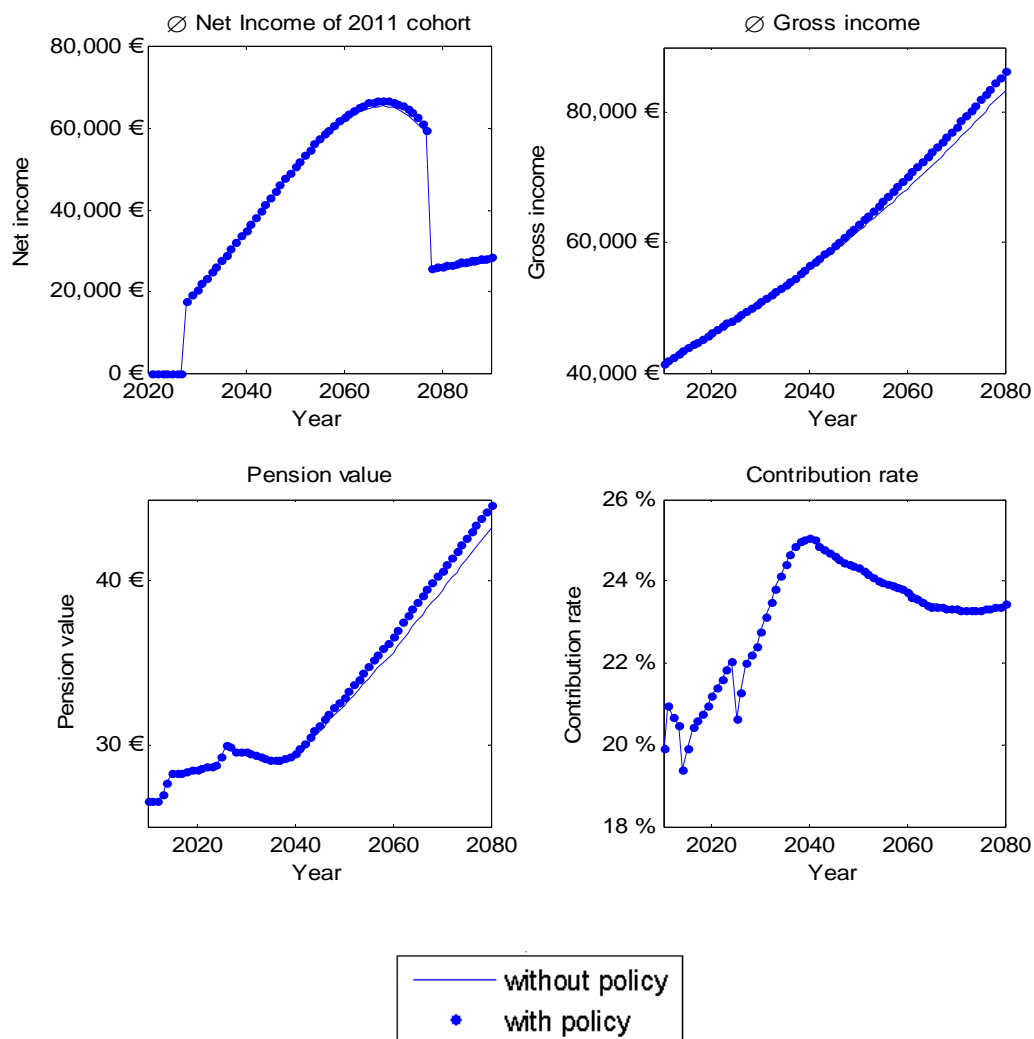 ∅ Net Income of 2011 cohort
80,000 €
60,000 €
40,000 €
20,000 €
0 €
Net income
2020 2040 2060 2080
Year
∅ Gross income
80,000 €
60,000 €
40,000 €
Gross income
2020 2040 2060 2080
Year
Pension value
40 €
30 €
Pension value
2020 2040 2060 2080
Year
Contribution rate
26 %
24 %
22 %
20 %
18 %
Contribution rate
2020 2040 2060 2080
Year
without policy
with policy